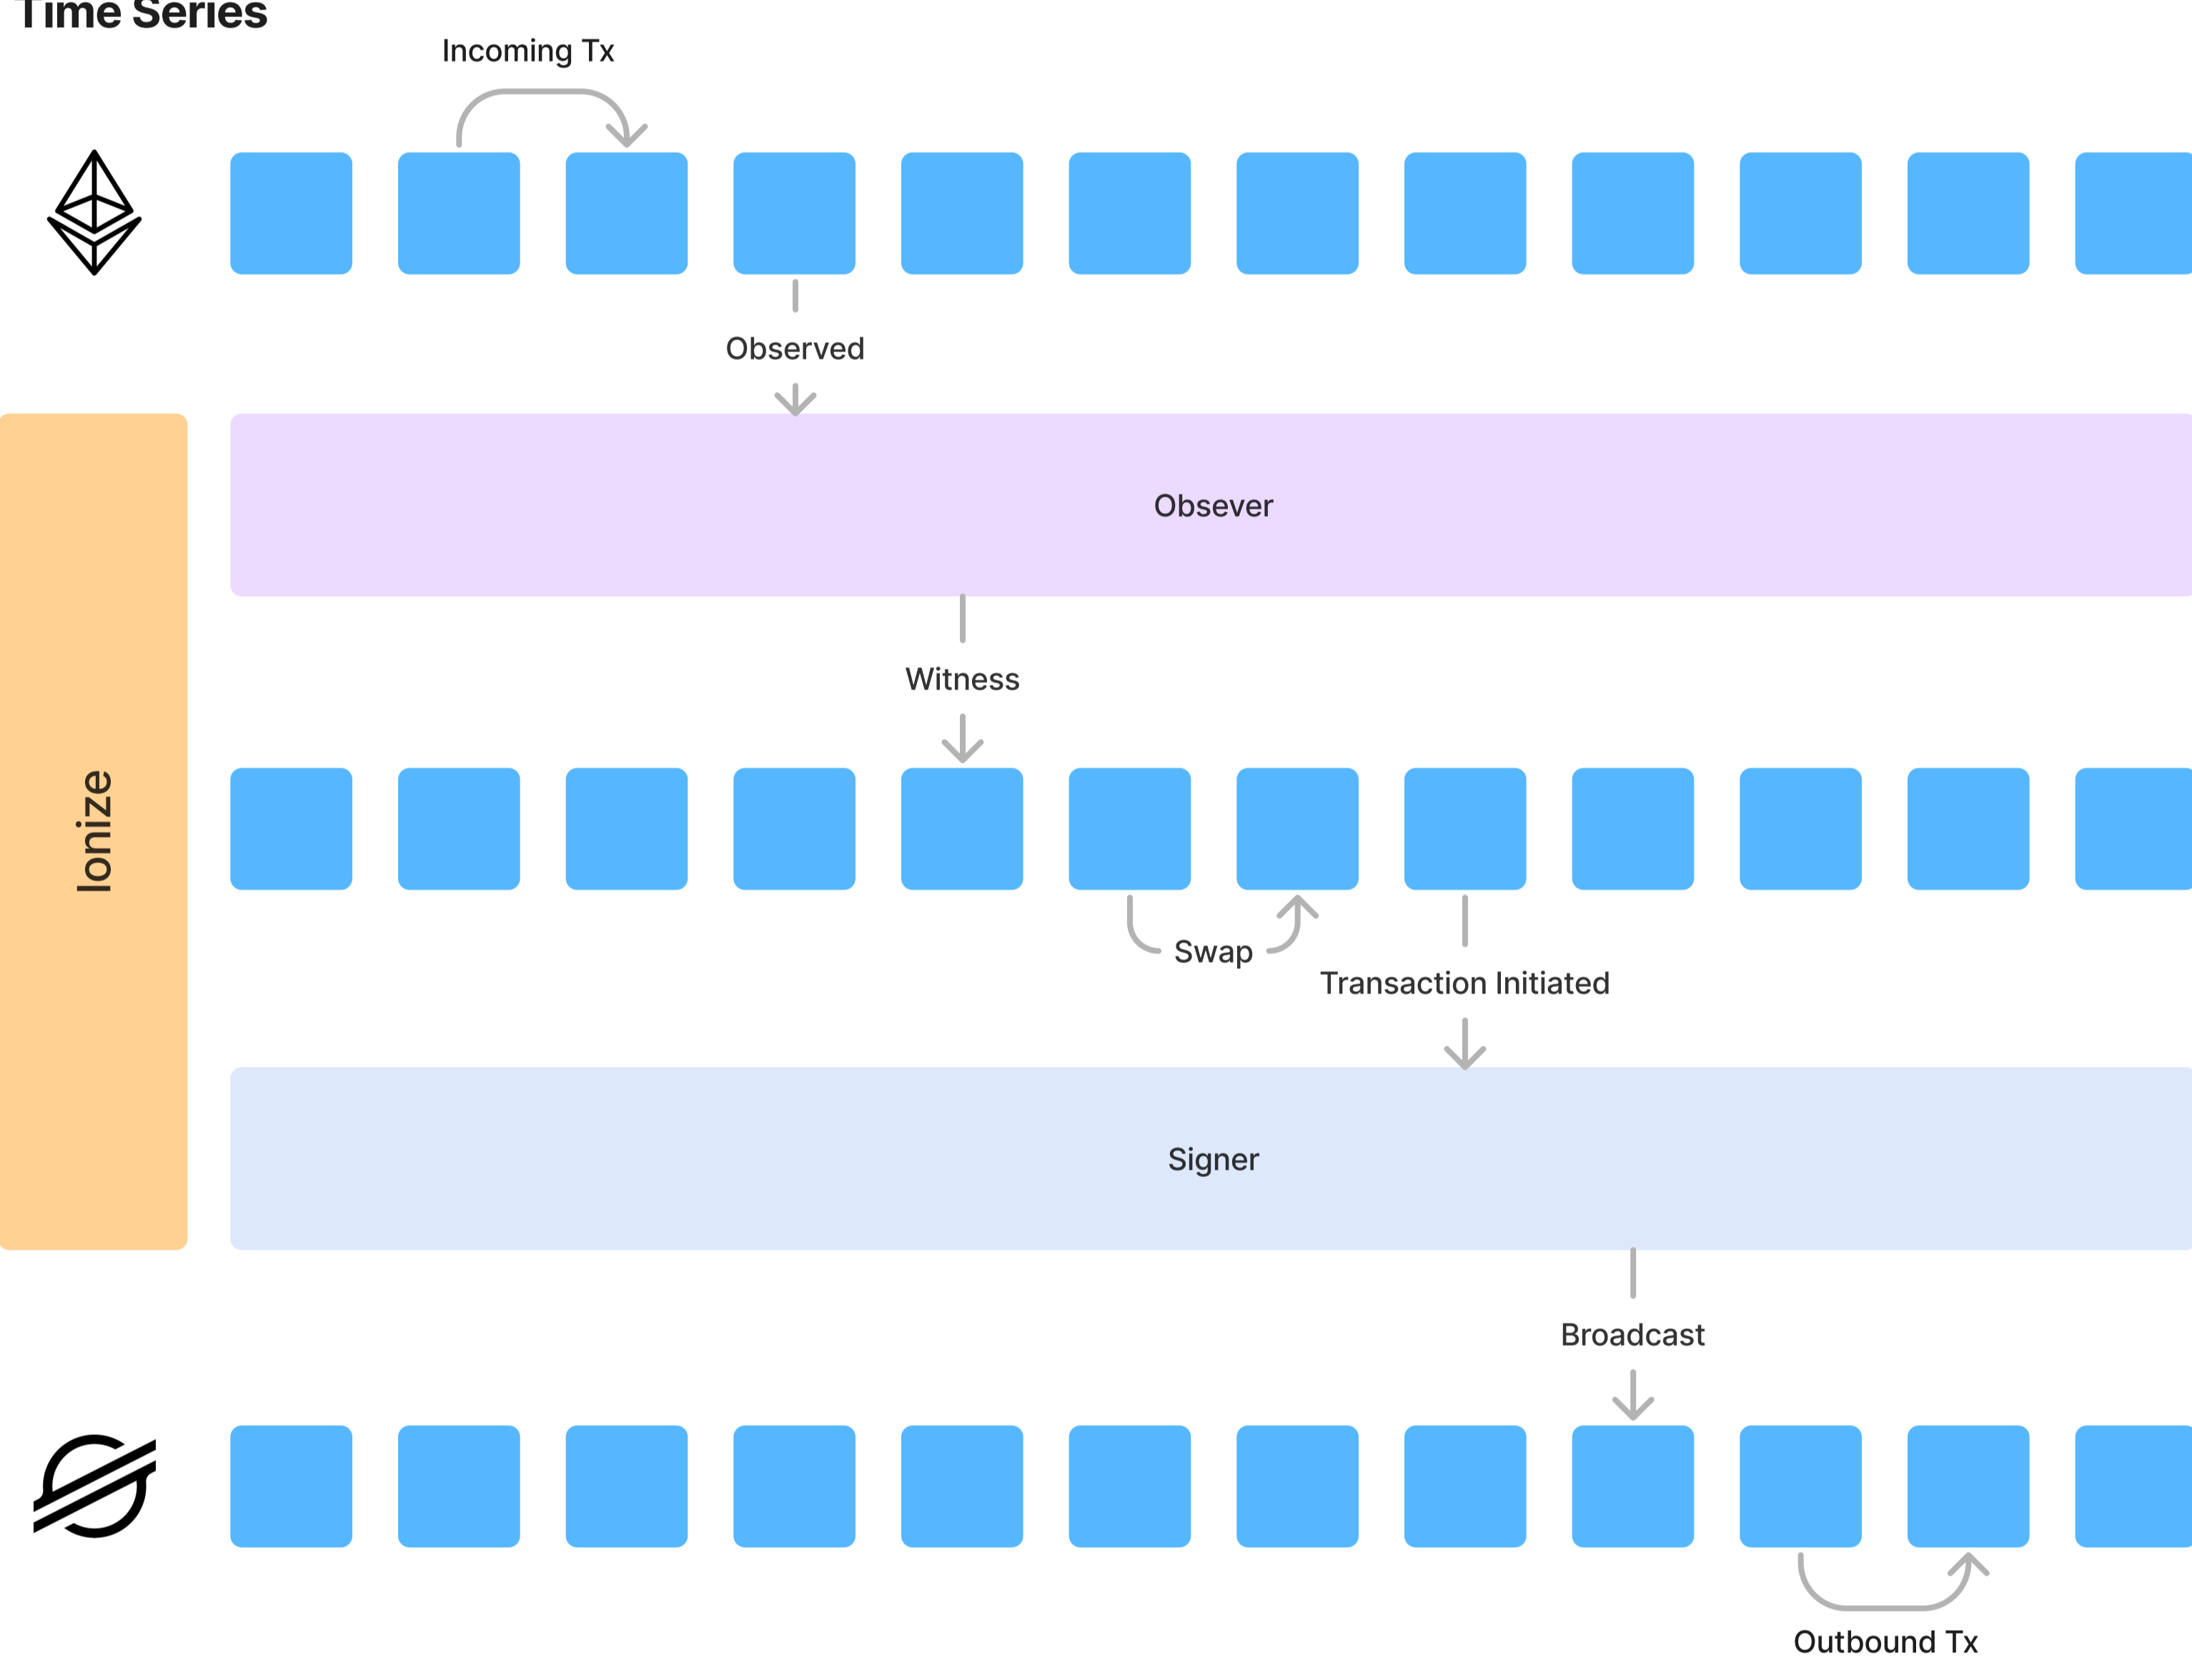 Time Series
Incoming Tx
Observed
Obsever
Witness
Ionize
Swap
Transaction Initiated
Signer
Broadcast
Outbound Tx